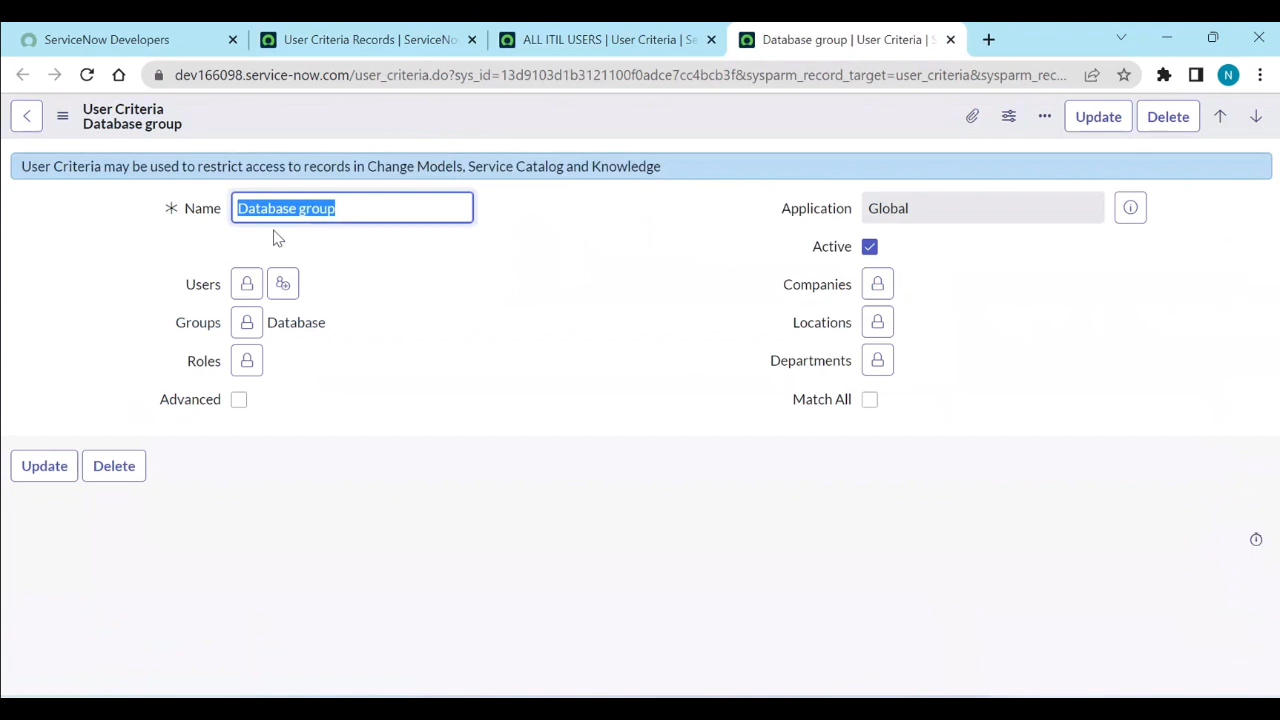 ServiceNow Developers
User Criteria Records | ServiceNo
ALL ITIL USERS | User Criteria | Se
Database group | User Criteria | S
dev166098.service-now.com/user_criteria.do?sys_id=13d9103d1b3121100f0adce7cc4bcb3f&sysparm_record_target=user_criteria&sysparm_rec...
N
User Criteria
Database group
Update
Delete
User Criteria may be used to restrict access to records in Change Models, Service Catalog and Knowledge
Name
Database group
Application
Global
Active
Users
Companies
Groups
Database
Locations
Roles
Departments
Advanced
Match All
Update
Delete